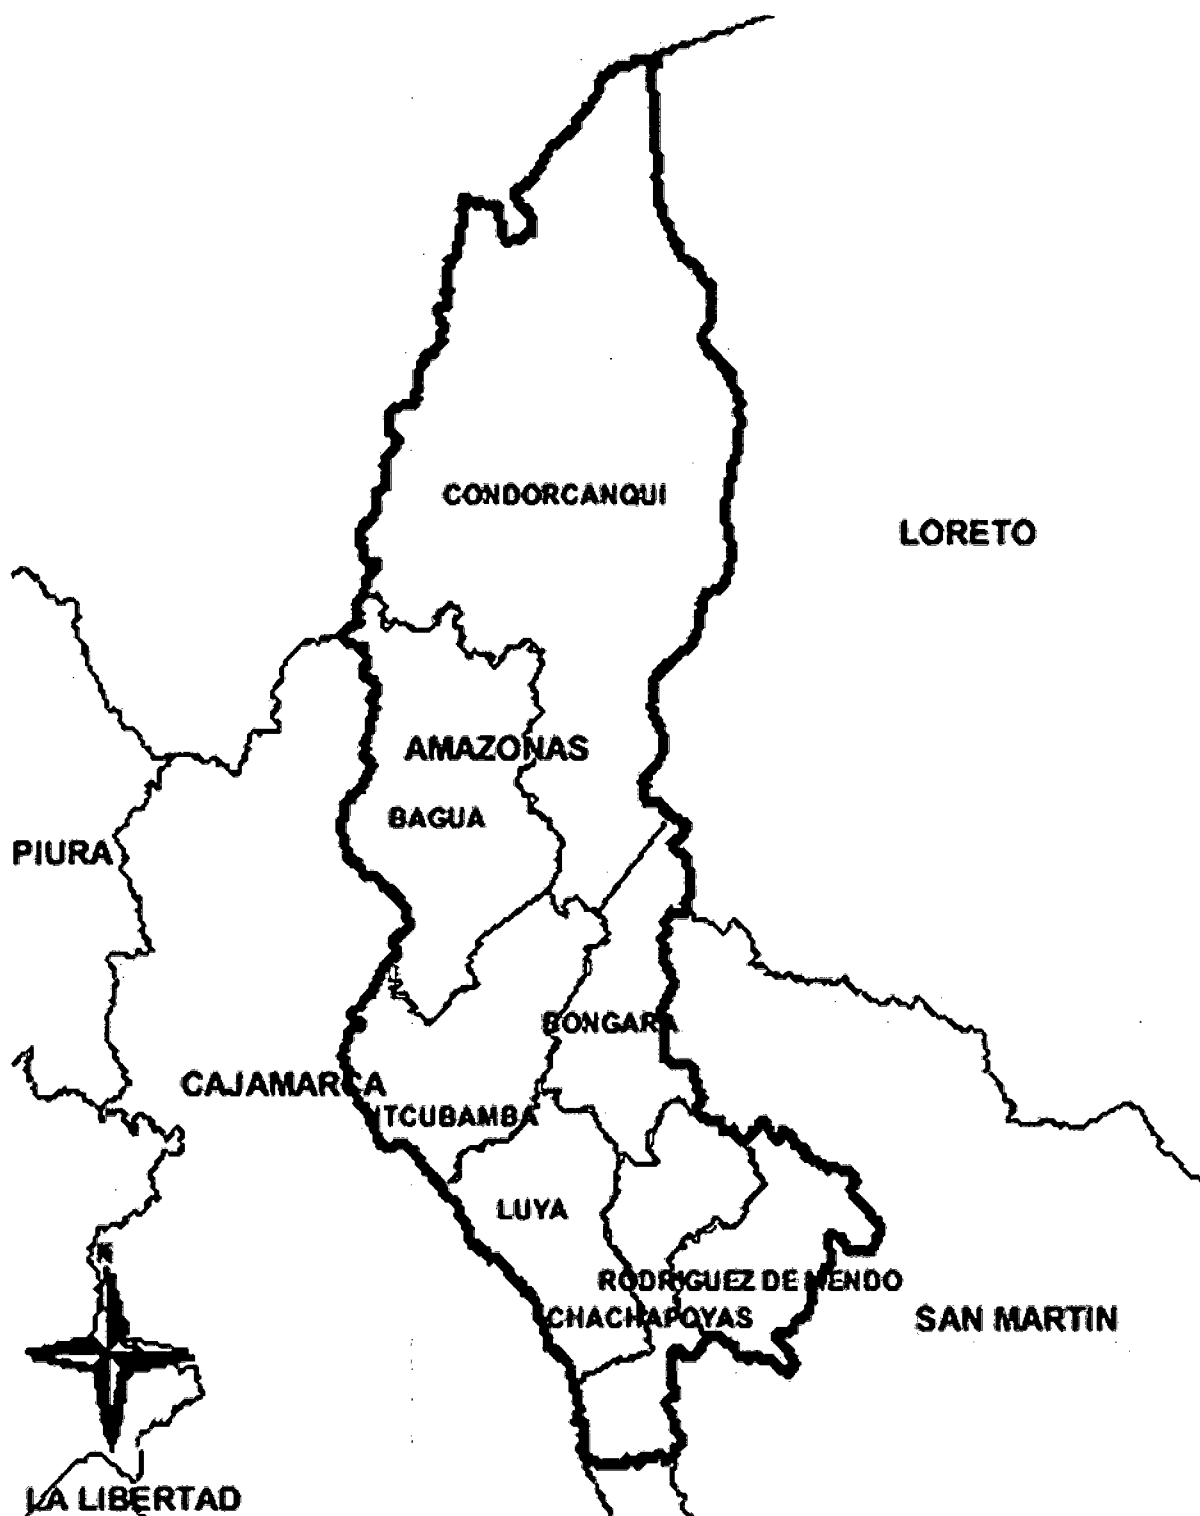 CONDORCANQUI
LORETO
AMAZONAS
BAGUA
PIURA
BONGARA
CAJAMARCA
UTCUBAMBA
LUYA
N
RODRIGUEZ DE MENDO
CHACHAPOYAS
SAN MARTIN
LA LIBERTAD